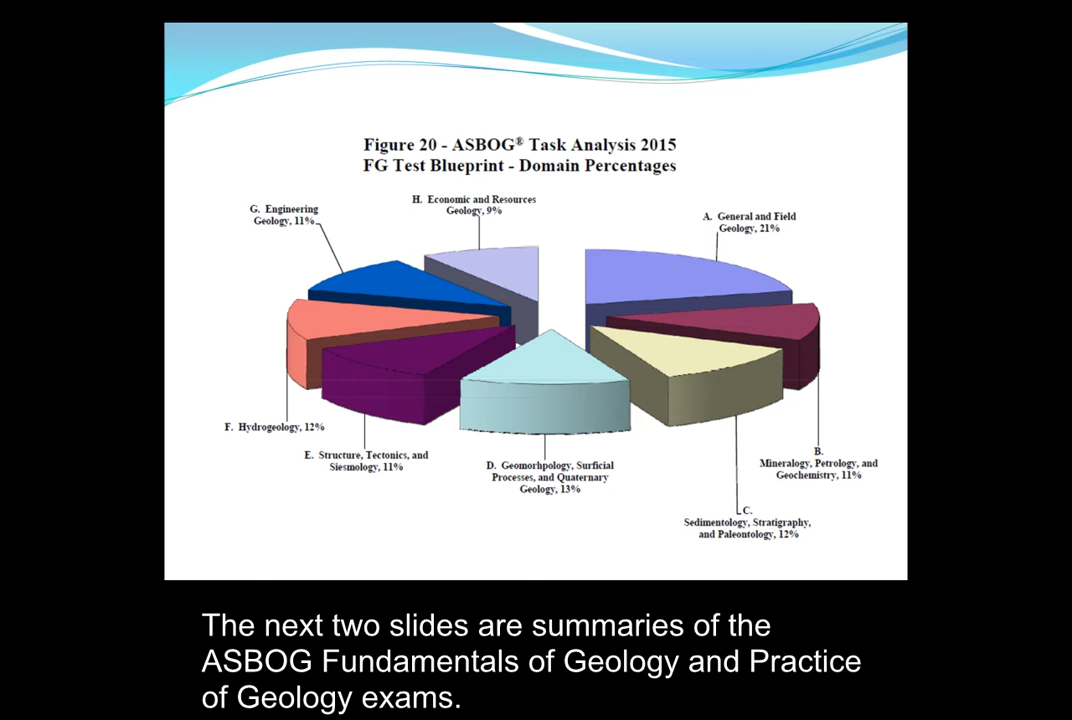 Figure 20 - ASBOG® Task Analysis 2015
FG Test Blueprint - Domain Percentages
H. Economic and Resources
Geology, 9%
G. Engineering
Geology, 11%
A. General and Field
Geology, 21%
F. Hydrogeology, 12%
E. Structure, Tectonics, and
Siesmology, 11%
D. Geomorhpology, Surficial
Processes, and Quaternary
Geology, 13%
B.
Mineralogy, Petrology, and
Geochemistry, 11%
C.
Sedimentology, Stratigraphy,
and Paleontology, 12%
The next two slides are summaries of the
ASBOG Fundamentals of Geology and Practice
of Geology exams.